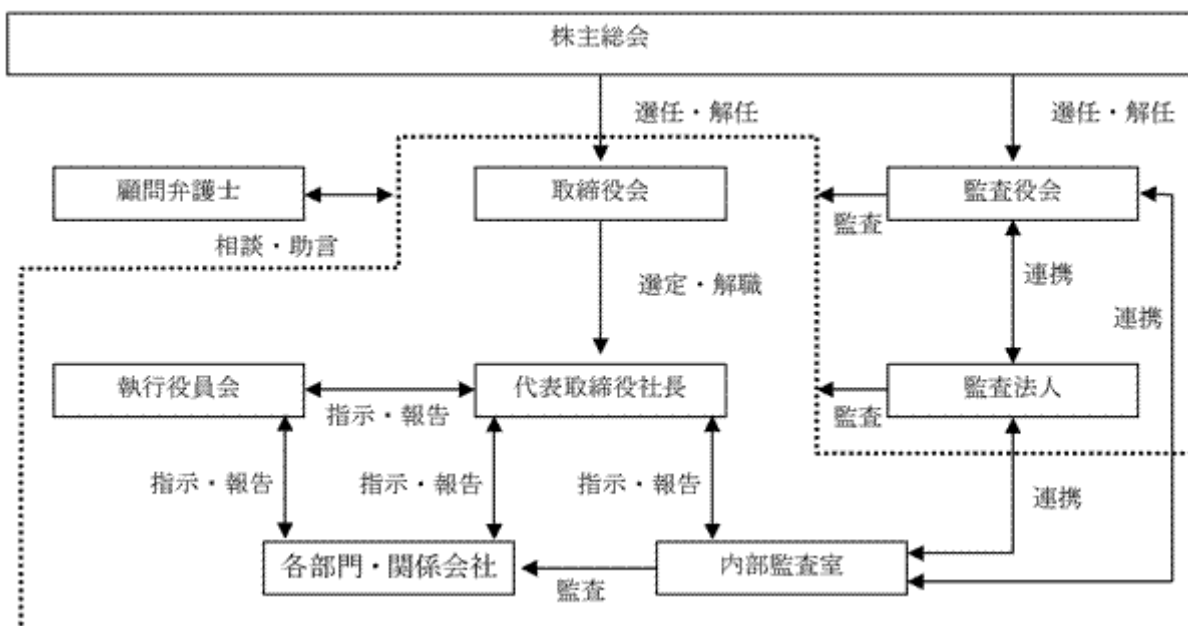 株主総会
選任・解任
選任・解任
顧問弁護士
取締役会
監査役会
監査
相談・助言
選定・解職
連携
連携
執行役員会
代表取締役社長
監査法人
指示・報告
監査
指示・報告
指示・報告
指示・報告
連携
各部門・関係会社
内部監査室
監査